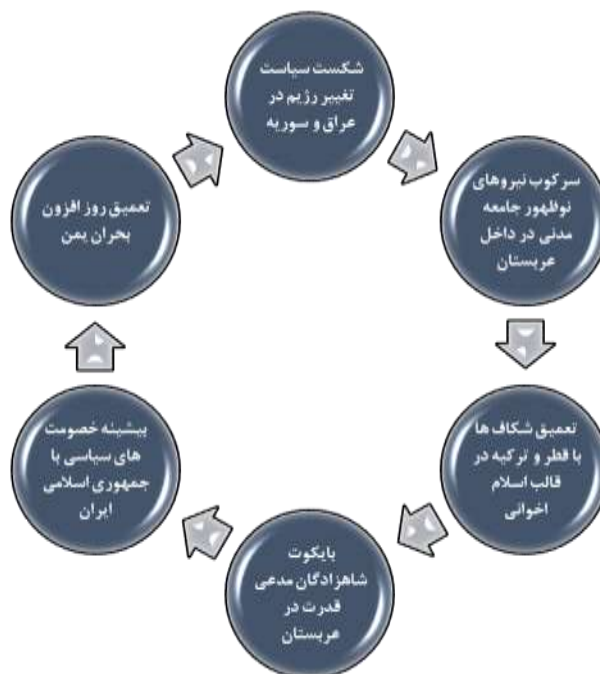 شکست سیاست
تغییر رژیم در
عراق و سوریه
سرکوب نیروهای
نوظهور جامعه
مدنی در داخل
عربستان
تعمیق شکاف ها
با قطر و ترکیه در
قالب اسلام
اخوانی
بایکوت
شاهزادگان مدعی
قدرت در
عربستان
پیشینه خصومت
های سیاسی با
جمهوری اسلامی
ایران
تعمیق روز افزون
بحران یمن